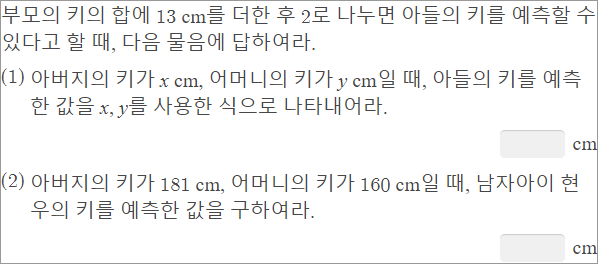 부모의 키의 합에 13 cm를 더한 후 2로 나누면 아들의 키를 예측할 수
있다고 할 때, 다음 물음에 답하여라.
(1) 아버지의 키가 x cm, 어머니의 키가 y cm일 때, 아들의 키를 예측
한 값을 x, y를 사용한 식으로 나타내어라.
cm
(2) 아버지의 키가 181 cm, 어머니의 키가 160 cm일 때, 남자아이 현
우의 키를 예측한 값을 구하여라.
cm